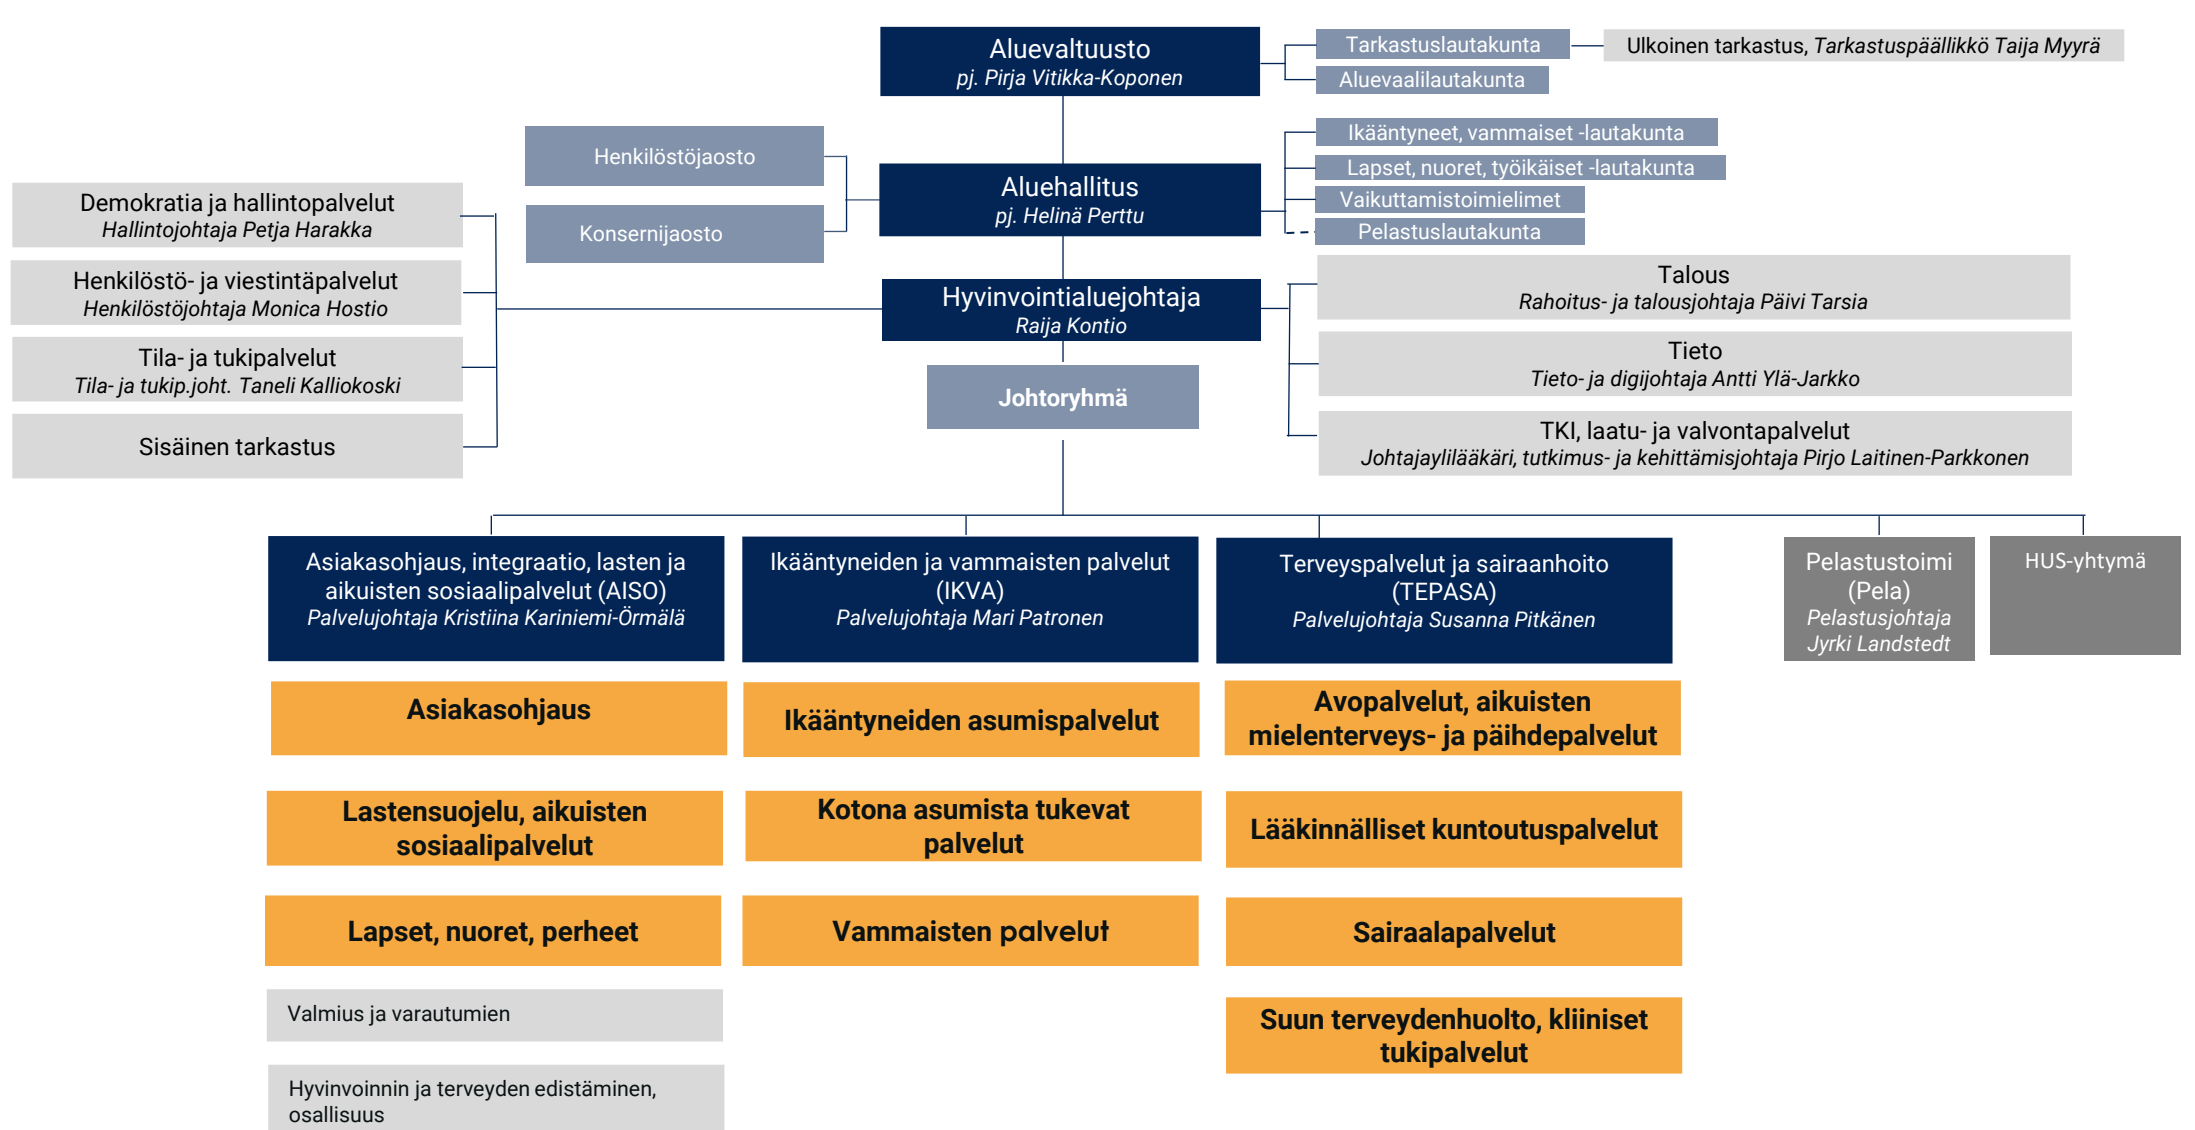 Aluevaltuusto
pj. Pirja Vitikka-Koponen
Tarkastuslautakunta
Ulkoinen tarkastus, Tarkastuspäällikkö Taija Myyrä
Aluevaalilautakunta
Henkilöstöjaosto
Konsernijaosto
Aluehallitus
pj. Helinä Perttu
Ikääntyneet, vammaiset -lautakunta
Lapset, nuoret, työikäiset -lautakunta
Vaikuttamistoimielimet
Pelastuslautakunta
Demokratia ja hallintopalvelut
Hallintojohtaja Petja Harakka
Henkilöstö- ja viestintäpalvelut
Henkilöstöjohtaja Monica Hostio
Tila- ja tukipalvelut
Tila- ja tukip.joht. Taneli Kalliokoski
Sisäinen tarkastus
Hyvinvointialuejohtaja
Raija Kontio
Johtoryhmä
Talous
Rahoitus- ja talousjohtaja Päivi Tarsia
Tieto
Tieto- ja digijohtaja Antti Ylä-Jarkko
TKI, laatu- ja valvontapalvelut
Johtajaylilääkäri, tutkimus- ja kehittämisjohtaja Pirjo Laitinen-Parkkonen
Asiakasohjaus, integraatio, lasten ja
aikuisten sosiaalipalvelut (AISO)
Palvelujohtaja Kristiina Kariniemi-Örmälä
Asiakasohjaus
Lastensuojelu, aikuisten
sosiaalipalvelut
Lapset, nuoret, perheet
Valmius ja varautumien
Hyvinvoinnin ja terveyden edistäminen,
osallisuus
Ikääntyneiden ja vammaisten palvelut
(IKVA)
Palvelujohtaja Mari Patronen
Ikääntyneiden asumispalvelut
Kotona asumista tukevat
palvelut
Vammaisten palvelut
Terveyspalvelut ja sairaanhoito
(TEPASA)
Palvelujohtaja Susanna Pitkänen
Avopalvelut, aikuisten
mielenterveys- ja päihdepalvelut
Lääkinnälliset kuntoutuspalvelut
Sairaalapalvelut
Suun terveydenhuolto, kliiniset
tukipalvelut
Pelastustoimi
(Pela)
Pelastusjohtaja
Jyrki Landstedt
HUS-yhtymä